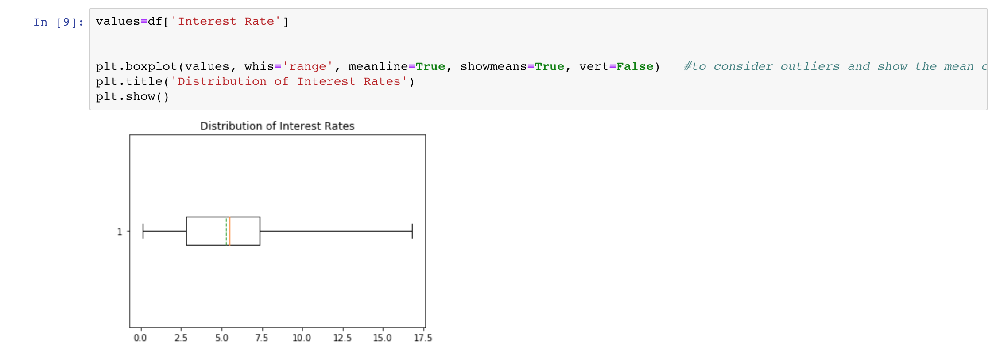 In [9]:
values=df['Interest Rate']
plt.boxplot(values, whis='range', meanline=True, showmeans=True, vert=False)   #to consider outliers and show the mean
plt.title('Distribution of Interest Rates')
plt.show()
Distribution of Interest Rates
1
0.0 2.5 5.0 7.5 10.0 12.5 15.0 17.5